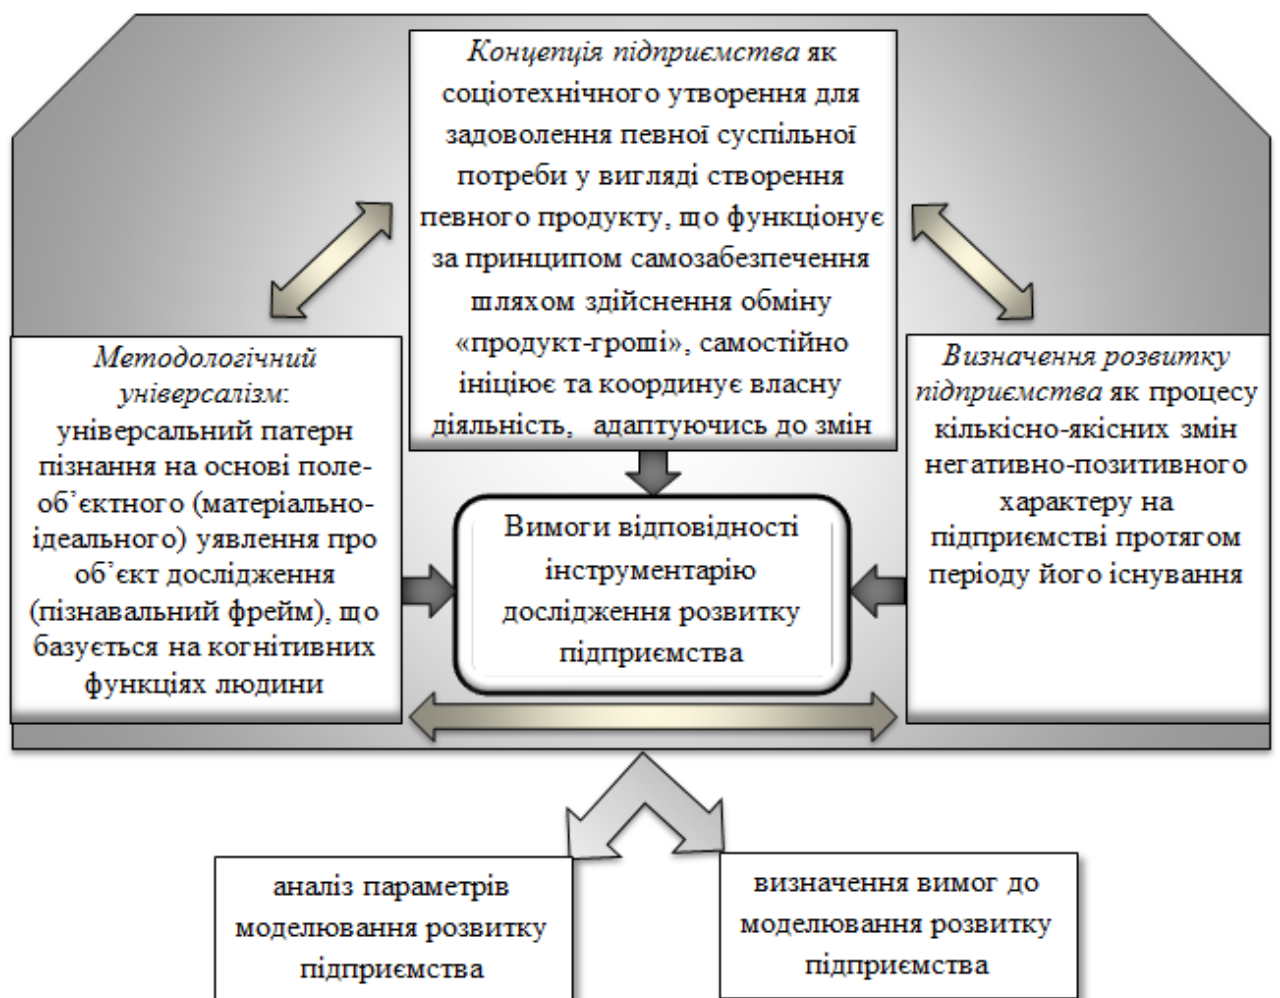 Концепція підприємства як
соціотехнічного утворення для
задоволення певної суспільної
потреби у вигляді створення
певного продукту, що функціонує
за принципом самозабезпечення
шляхом здійснення обміну
«продукт-гроші», самостійно
ініціює та координує власну
діяльність, адаптуючись до змін
Методологічний
універсалізм:
універсальний патерн
пізнання на основі поле-
об’єктного (матеріально-
ідеального) уявлення про
об’єкт дослідження
(пізнавальний фрейм), що
базується на когнітивних
функціях людини
Вимоги відповідності
інструментарію
дослідження розвитку
підприємства
Визначення розвитку
підприємства як процесу
кількісно-якісних змін
негативно-позитивного
характеру на
підприємстві протягом
періоду його існування
аналіз параметрів
моделювання розвитку
підприємства
визначення вимог до
моделювання розвитку
підприємства